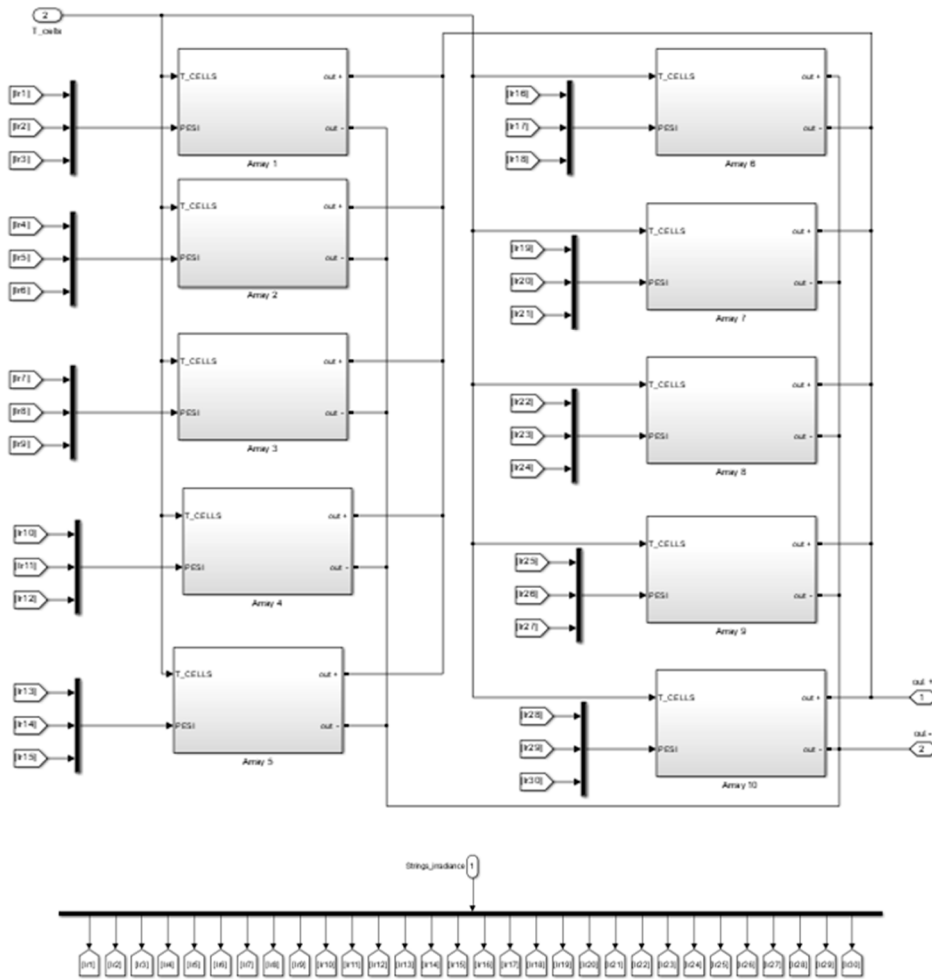 2
T_cells
T_CELLS out +
[Ir1]
[Ir2] PESI out -
[Ir3]
Array 1
T_CELLS out +
[Ir4]
[Ir5] PESI out -
[Ir6]
Array 2
T_CELLS out +
[Ir7]
[Ir8] PESI out -
[Ir9]
Array 3
T_CELLS out +
[Ir10]
[Ir11] PESI out -
[Ir12]
Array 4
T_CELLS out +
[Ir13]
[Ir14] PESI out -
[Ir15]
Array 5
T_CELLS out +
[Ir16]
[Ir17] PESI out -
[Ir18]
Array 6
T_CELLS out +
[Ir19]
[Ir20] PESI out -
[Ir21]
Array 7
T_CELLS out +
[Ir22]
[Ir23] PESI out -
[Ir24]
Array 8
T_CELLS out +
[Ir25]
[Ir26] PESI out -
[Ir27]
Array 9
T_CELLS out +
[Ir28]
[Ir29] PESI out -
[Ir30]
Array 10
out +
1
out -
2
Strings_irradiance 1
[Ir1] [Ir2] [Ir3] [Ir4] [Ir5] [Ir6] [Ir7] [Ir8] [Ir9] [Ir10] [Ir11] [Ir12] [Ir13] [Ir14] [Ir15] [Ir16] [Ir17] [Ir18] [Ir19] [Ir20] [Ir21] [Ir22] [Ir23] [Ir24] [Ir25] [Ir26] [Ir27] [Ir28] [Ir29] [Ir30]